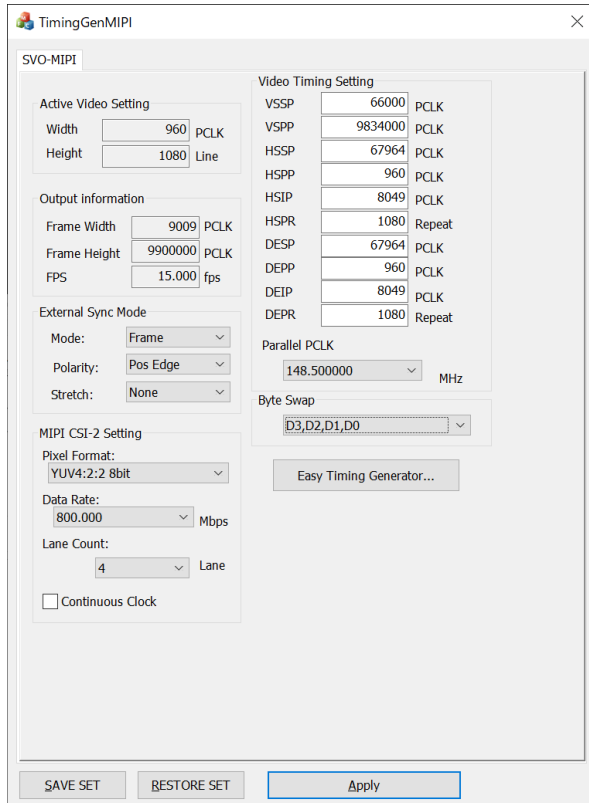 TimingGenMIPI
SVO-MIPI
Active Video Setting
Width 960 PCLK
Height 1080 Line
Output information
Frame Width 9009 PCLK
Frame Height 9900000 PCLK
FPS 15.000 fps
External Sync Mode
Mode: Frame
Polarity: Pos Edge
Stretch: None
MIPI CSI-2 Setting
Pixel Format:
YUV4:2:2 8bit
Data Rate:
800.000 Mbps
Lane Count:
4 Lane
Continuous Clock
Video Timing Setting
VSSP 66000 PCLK
VSPP 9834000 PCLK
HSSP 67964 PCLK
HSPP 960 PCLK
HSIP 8049 PCLK
HSPR 1080 Repeat
DESP 67964 PCLK
DEPP 960 PCLK
DEIP 8049 PCLK
DEPR 1080 Repeat
Parallel PCLK
148.500000 MHz
Byte Swap
D3,D2,D1,D0
Easy Timing Generator...
SAVE SET RESTORE SET Apply